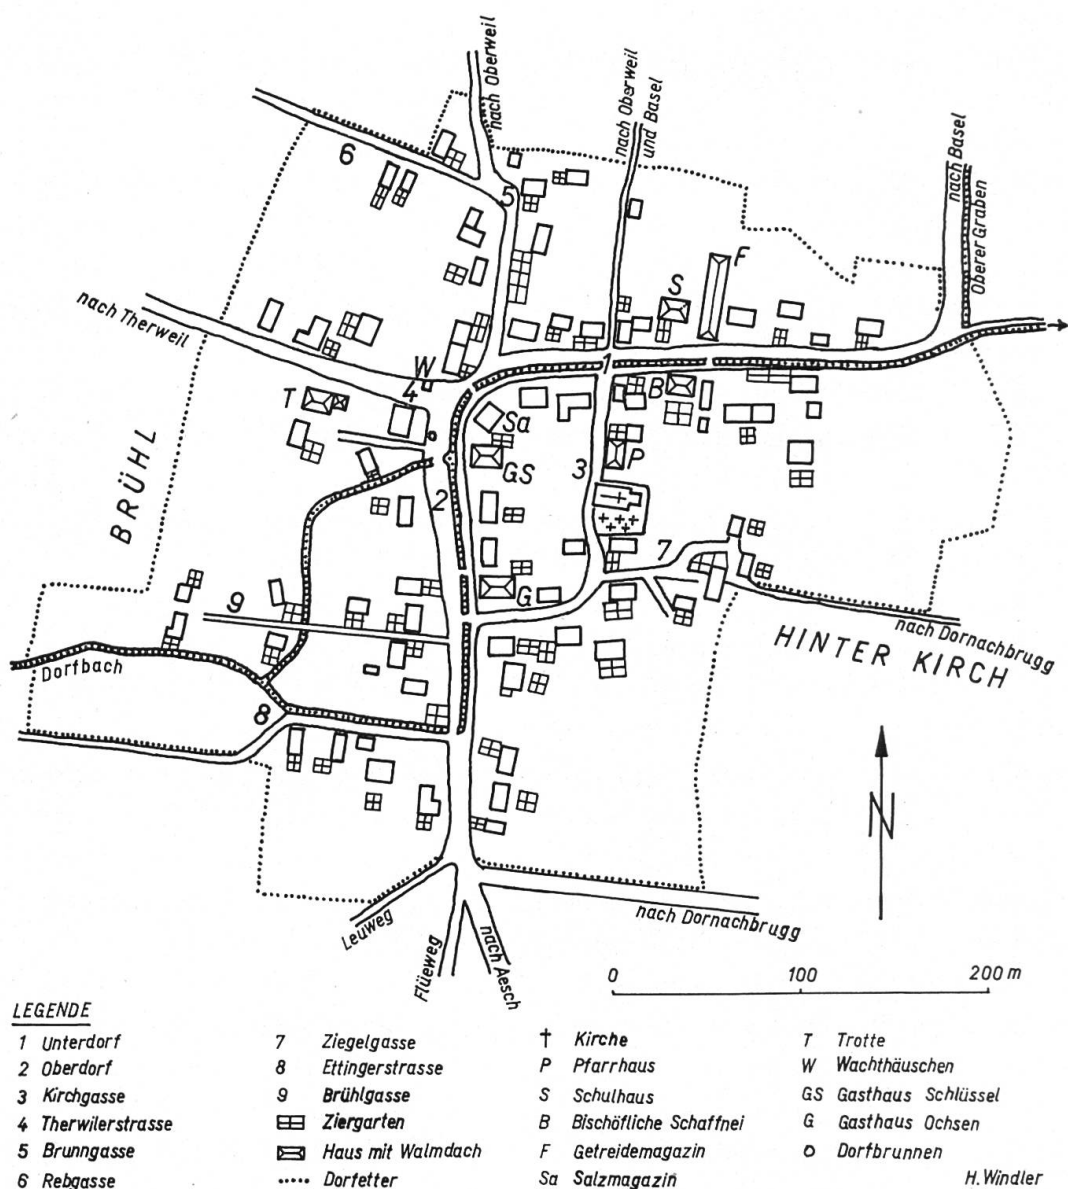 nach Oberweil
nach Oberweil
und Basel
nach Basel
Oberer Graben
6
5
F
S
nach Therweil
W
4
1
T
Sa
B
BRÜHL
GS
3
P
2
7
G
9
nach Dornachbrugg
HINTER KIRCH
Dorfbach
8
N
Leuweg
Flüeweg
nach Aesch
nach Dornachbrugg
0 100 200 m
LEGENDE
1 Unterdorf
2 Oberdorf
3 Kirchgasse
4 Therwilerstrasse
5 Brunngasse
6 Rebgasse
7 Ziegelgasse
8 Ettingerstrasse
9 Brühlgasse
Ziergarten
Haus mit Walmdach
Dorfetter
Kirche
P Pfarrhaus
S Schulhaus
B Bischöfliche Schaffnei
F Getreidemagazin
Sa Salzmagazin
T Trotte
W Wachthäuschen
GS Gasthaus Schlüssel
G Gasthaus Ochsen
Dorfbrunnen
H. Windler